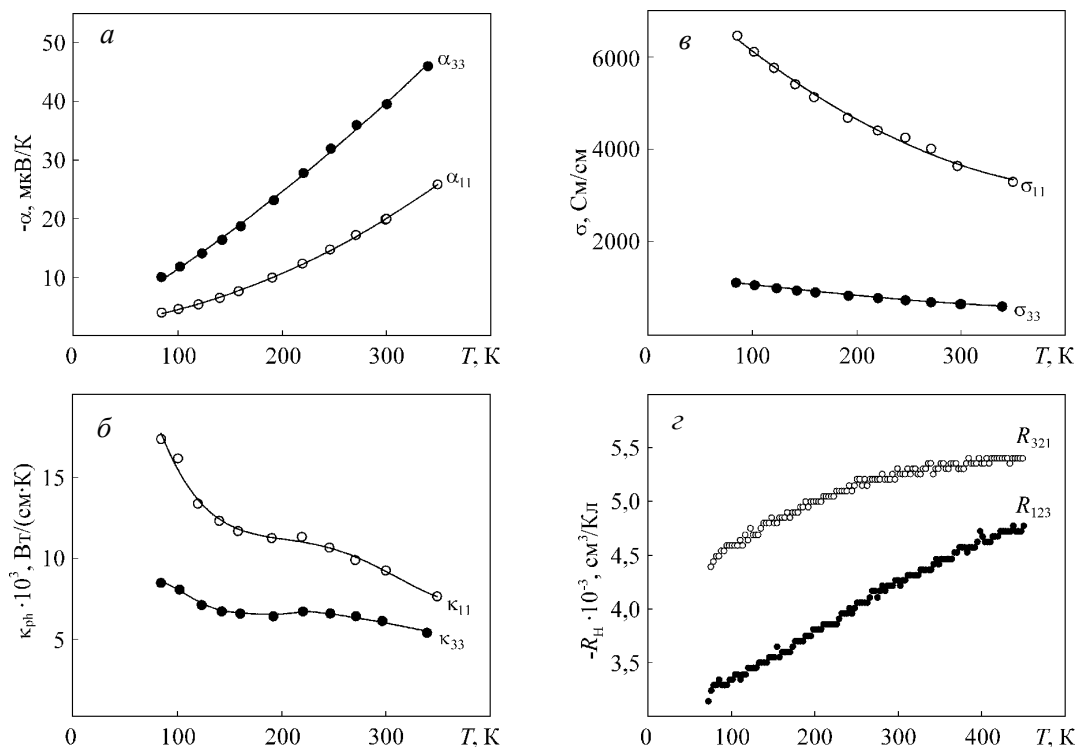 а
-α, мкВ/К
50
40
30
20
10
0
100
200
300
T, К
α₃₃
α₁₁
в
σ, См/см
6000
4000
2000
0
100
200
300
T, К
σ₁₁
σ₃₃
б
κₚₕ·10³, Вт/(см·К)
15
10
5
0
100
200
300
T, К
κ₁₁
κ₃₃
г
-R_H·10⁻³, см³/Кл
5,5
5,0
4,5
4,0
3,5
0
100
200
300
400
T, К
R₃₂₁
R₁₂₃